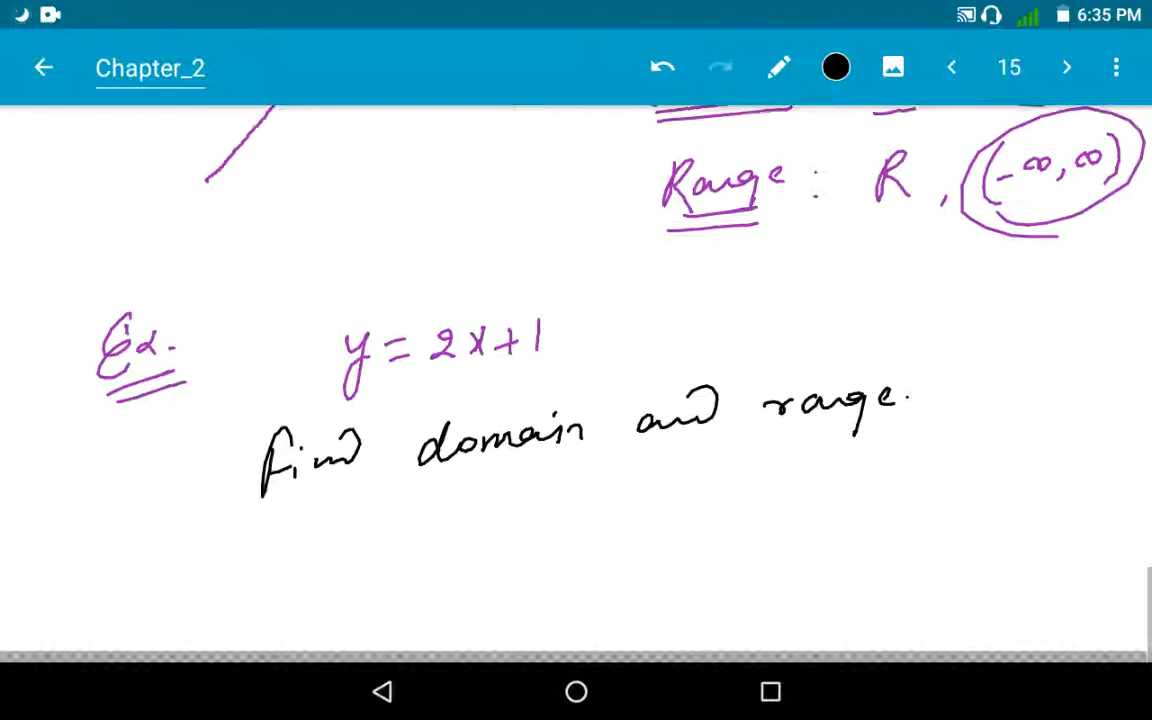 6:35 PM
Chapter_2
15
Range : R , (-∞, ∞)
Ex.
y = 2x+1
find domain and range.